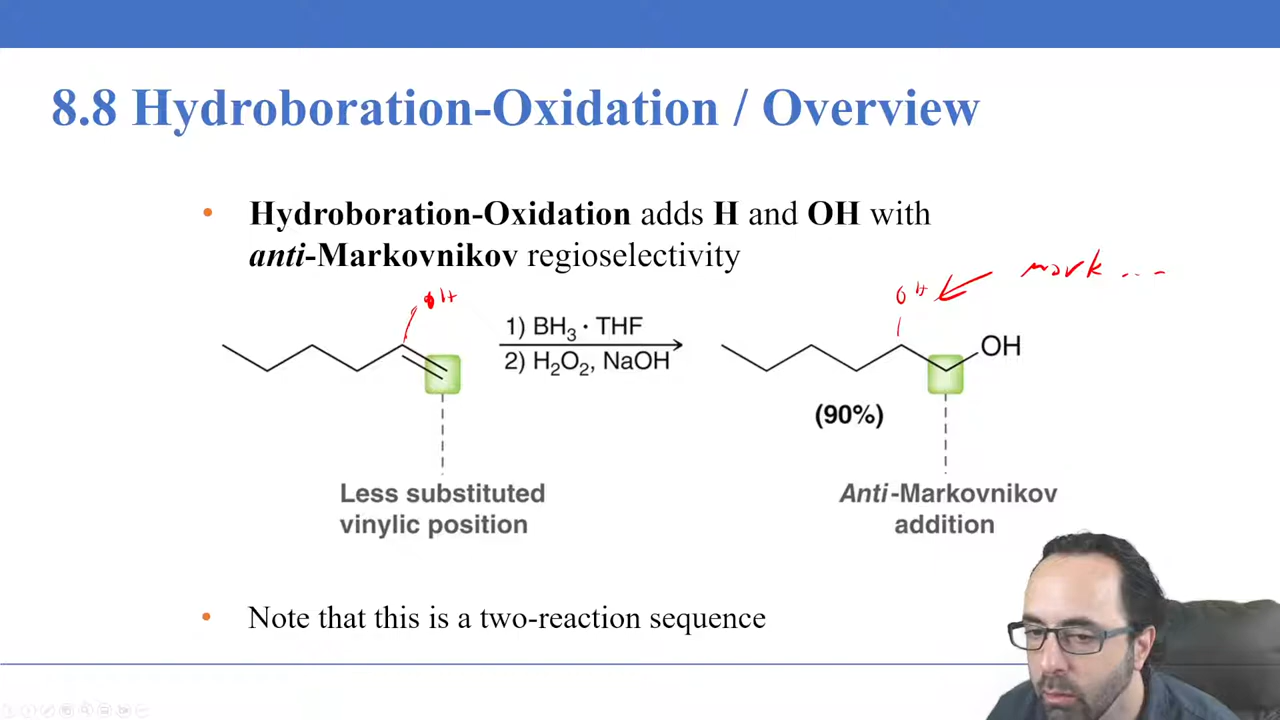 8.8 Hydroboration-Oxidation / Overview
• Hydroboration-Oxidation adds H and OH with
anti-Markovnikov regioselectivity
mark ...
OH
OH
1) BH₃ · THF
2) H₂O₂, NaOH
OH
(90%)
Less substituted
vinylic position
Anti-Markovnikov
addition
• Note that this is a two-reaction sequence